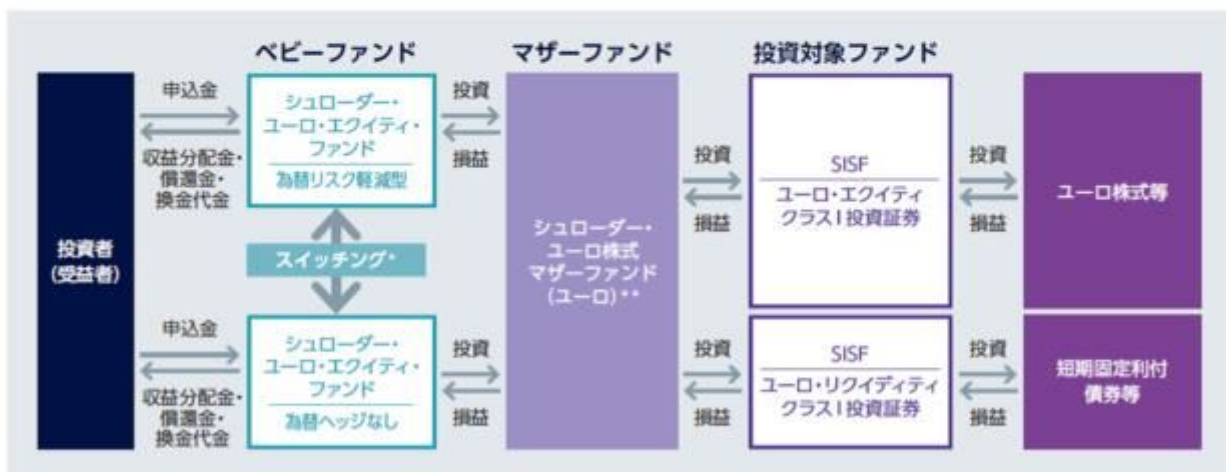 ベビーファンド
マザーファンド
投資対象ファンド
投資者
(受益者)
申込金
収益分配金・
償還金・
換金代金
シュローダー・
ユーロ・エクイティ・
ファンド
為替リスク軽減型
投資
損益
スイッチング*
申込金
収益分配金・
償還金・
換金代金
シュローダー・
ユーロ・エクイティ・
ファンド
為替ヘッジなし
投資
損益
シュローダー・
ユーロ株式
マザーファンド
(ユーロ)**
投資
損益
SISF
ユーロ・エクイティ
クラスI投資証券
投資
損益
ユーロ株式等
投資
損益
SISF
ユーロ・リクイディティ
クラスI投資証券
投資
損益
短期固定利付
債券等